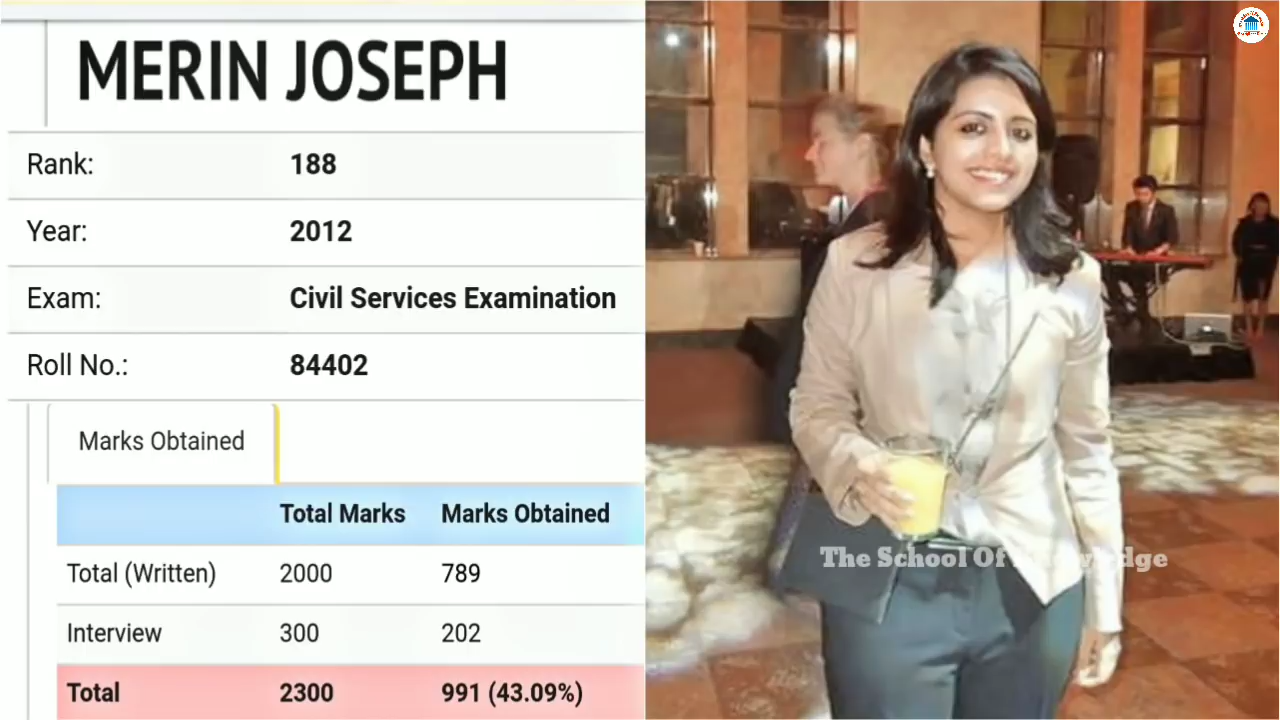 MERIN JOSEPH
Rank: 188
Year: 2012
Exam: Civil Services Examination
Roll No.: 84402
Marks Obtained
Total Marks Marks Obtained
Total (Written) 2000 789
Interview 300 202
Total 2300 991 (43.09%)
The School Of Knowledge